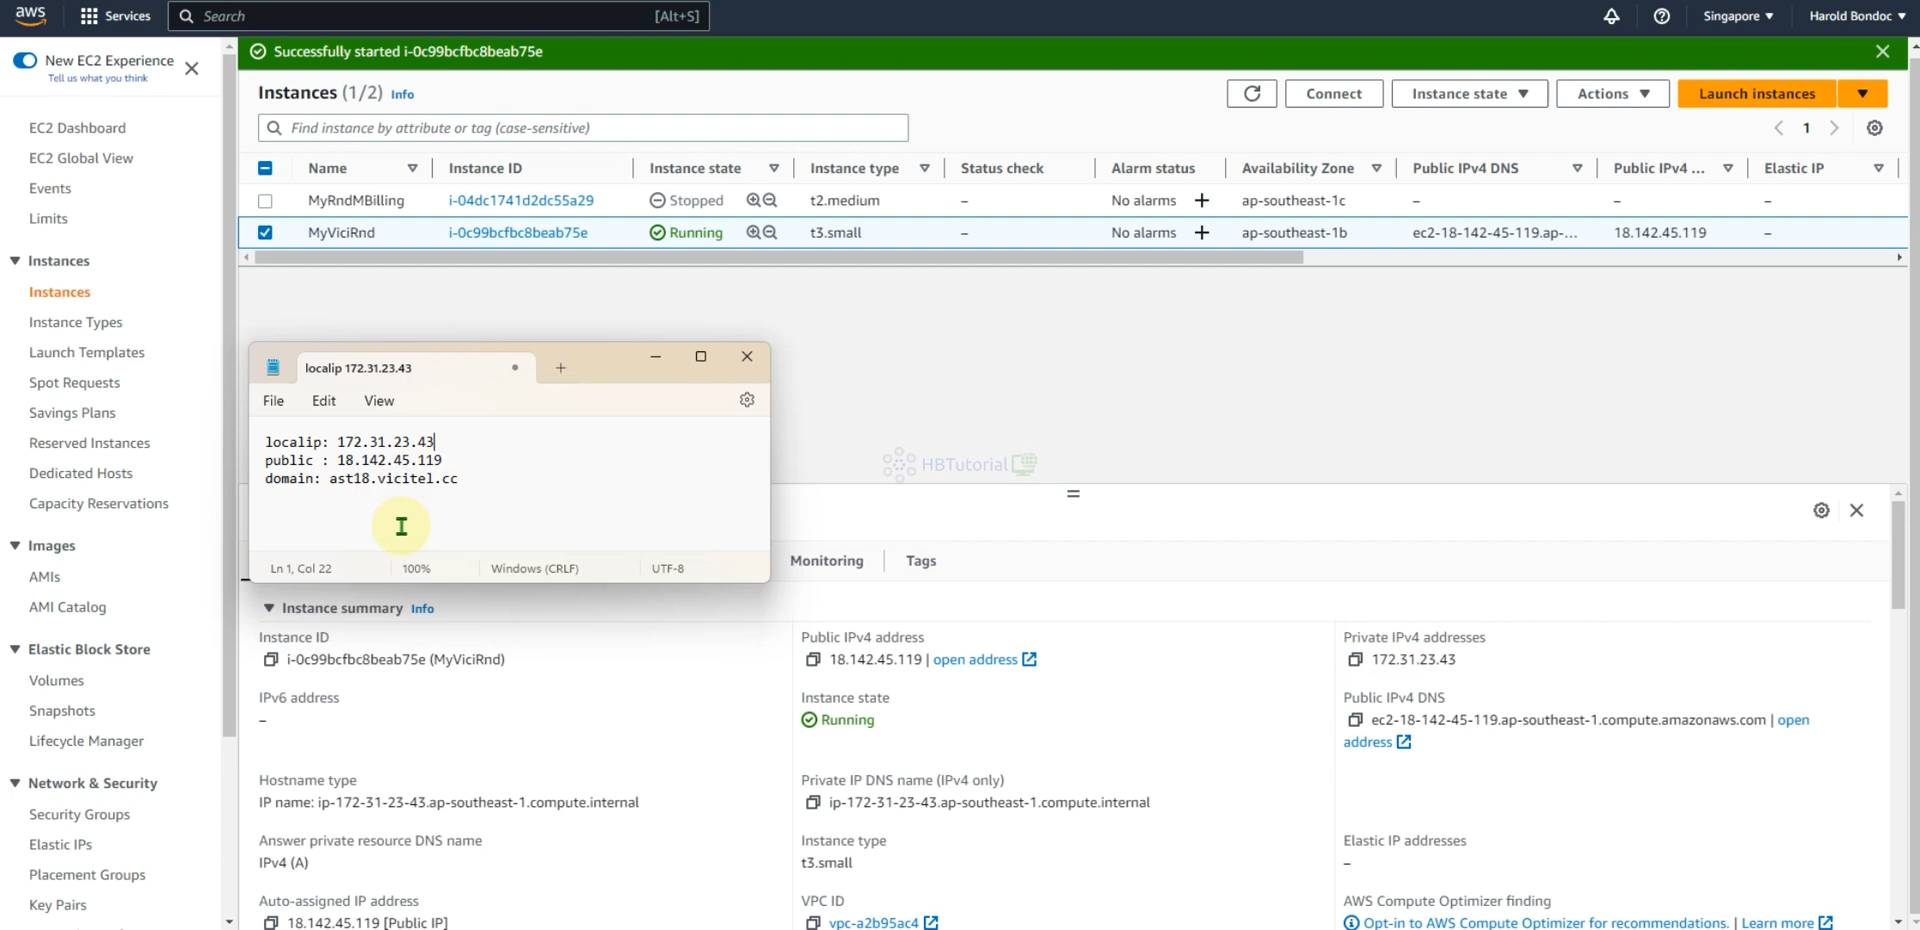 aws Services Search [Alt+S] Singapore Harold Bondoc
New EC2 Experience
Tell us what you think
EC2 Dashboard
EC2 Global View
Events
Limits
Instances
Instances
Instance Types
Launch Templates
Spot Requests
Savings Plans
Reserved Instances
Dedicated Hosts
Capacity Reservations
Images
AMIs
AMI Catalog
Elastic Block Store
Volumes
Snapshots
Lifecycle Manager
Network & Security
Security Groups
Elastic IPs
Placement Groups
Key Pairs
Successfully started i-0c99bcfbc8beab75e
Instances (1/2) Info Connect Instance state Actions Launch instances
Find instance by attribute or tag (case-sensitive) 1
Name Instance ID Instance state Instance type Status check Alarm status Availability Zone Public IPv4 DNS Public IPv4 ... Elastic IP
MyRndMBilling i-04dc1741d2dc55a29 Stopped t2.medium – No alarms + ap-southeast-1c – – –
MyViciRnd i-0c99bcfbc8beab75e Running t3.small – No alarms + ap-southeast-1b ec2-18-142-45-119.ap-... 18.142.45.119 –
localip 172.31.23.43
File Edit View
localip: 172.31.23.43
public : 18.142.45.119
domain: ast18.vicitel.cc
Ln 1, Col 22 100% Windows (CRLF) UTF-8
HBTutorial
Monitoring Tags
Instance summary Info
Instance ID
i-0c99bcfbc8beab75e (MyViciRnd)
Public IPv4 address
18.142.45.119 | open address
Private IPv4 addresses
172.31.23.43
IPv6 address
–
Instance state
Running
Public IPv4 DNS
ec2-18-142-45-119.ap-southeast-1.compute.amazonaws.com | open
address
Hostname type
IP name: ip-172-31-23-43.ap-southeast-1.compute.internal
Private IP DNS name (IPv4 only)
ip-172-31-23-43.ap-southeast-1.compute.internal
Answer private resource DNS name
IPv4 (A)
Instance type
t3.small
Elastic IP addresses
–
Auto-assigned IP address
18.142.45.119 [Public IP]
VPC ID
vpc-a2b95ac4
AWS Compute Optimizer finding
Opt-in to AWS Compute Optimizer for recommendations. | Learn more